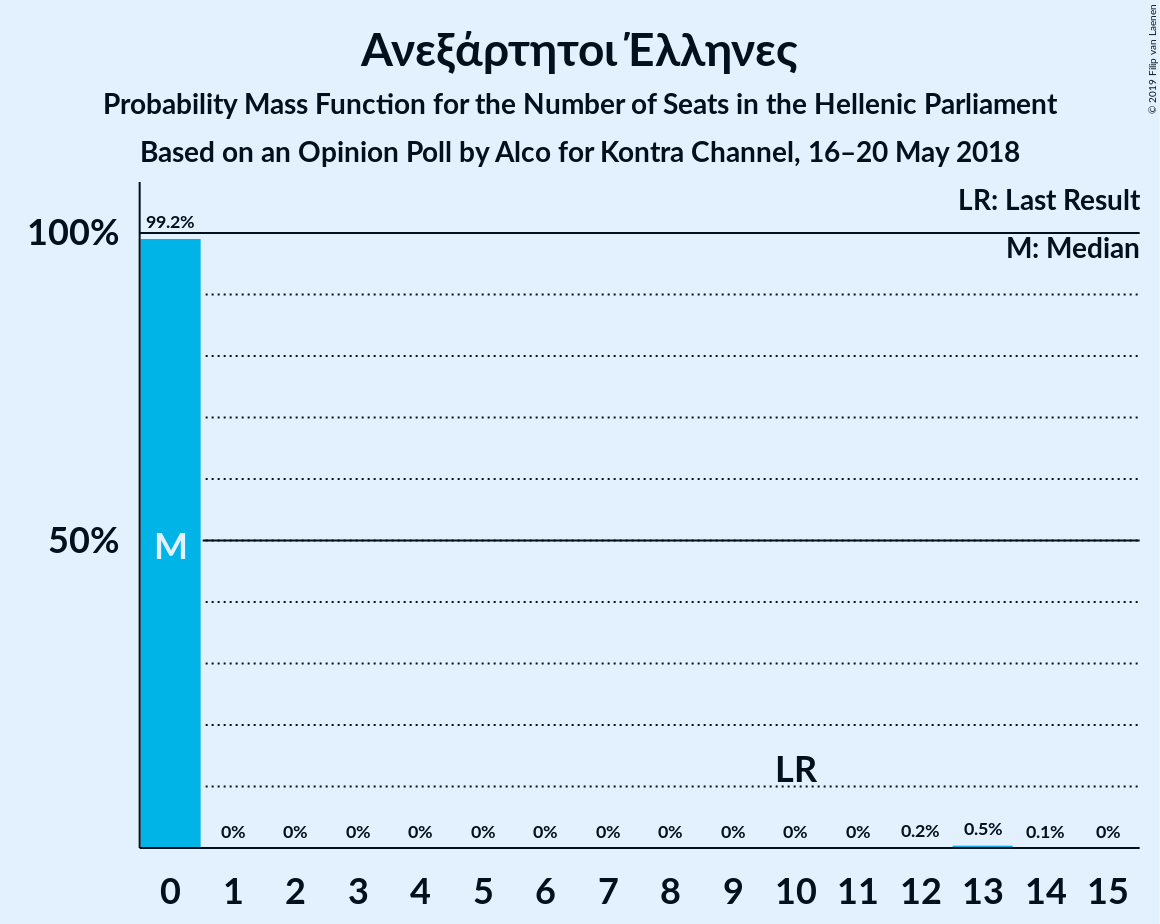 Ανεξάρτητοι Έλληνες
Probability Mass Function for the Number of Seats in the Hellenic Parliament
Based on an Opinion Poll by Alco for Kontra Channel, 16–20 May 2018
© 2019 Filip van Laenen
LR: Last Result
M: Median
100%
50%
99.2%
M
LR
0% 0% 0% 0% 0% 0% 0% 0% 0% 0% 0% 0.2% 0.5% 0.1% 0%
0 1 2 3 4 5 6 7 8 9 10 11 12 13 14 15